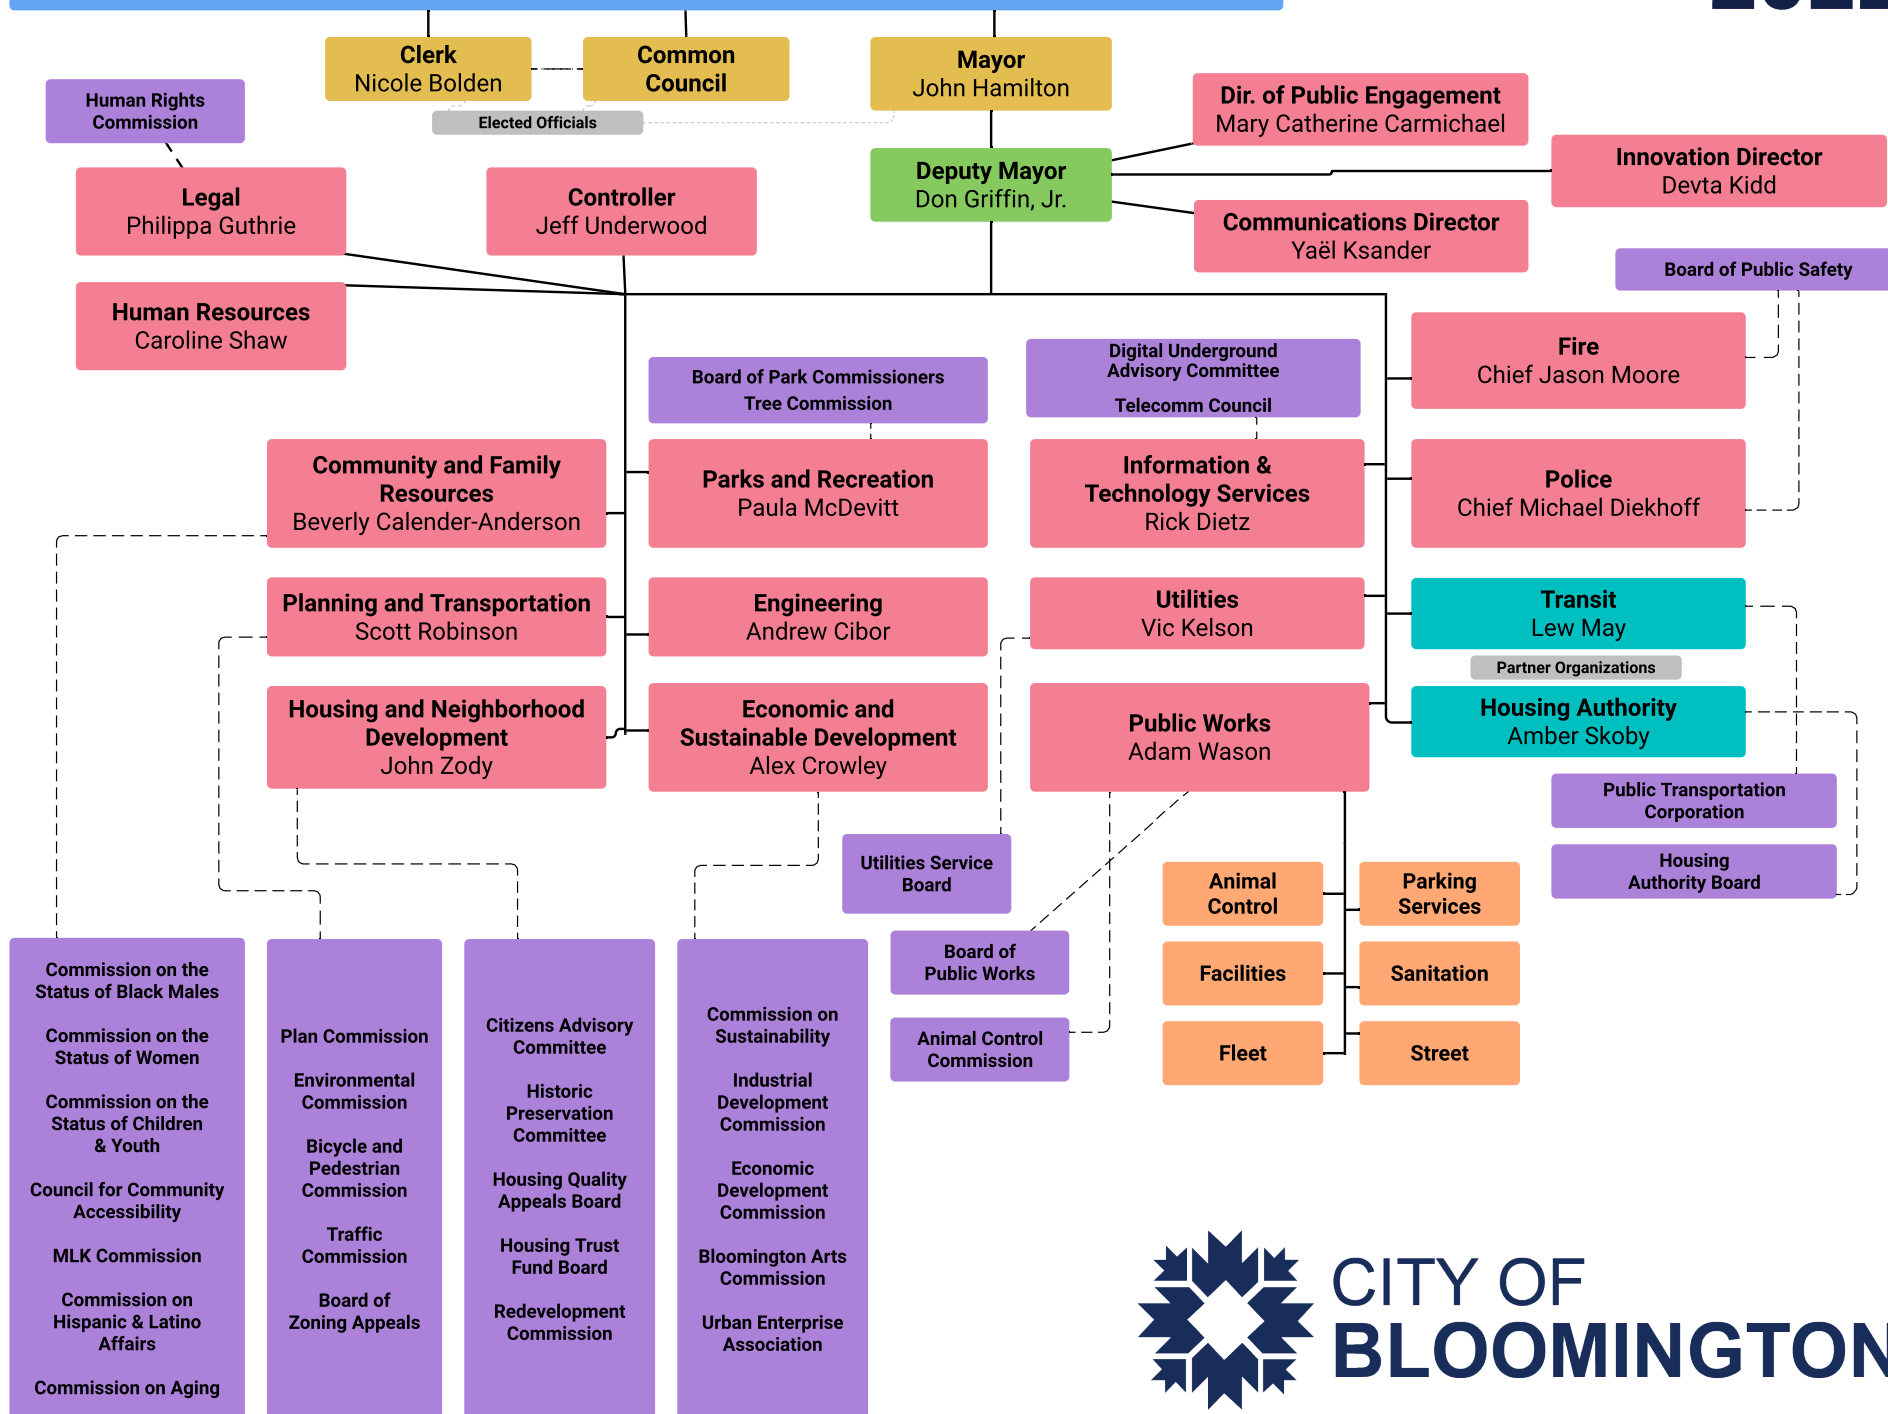 Clerk
Nicole Bolden
Common
Council
Mayor
John Hamilton
Elected Officials
Human Rights
Commission
Dir. of Public Engagement
Mary Catherine Carmichael
Innovation Director
Devta Kidd
Deputy Mayor
Don Griffin, Jr.
Legal
Philippa Guthrie
Controller
Jeff Underwood
Communications Director
Yaël Ksander
Board of Public Safety
Human Resources
Caroline Shaw
Fire
Chief Jason Moore
Board of Park Commissioners
Tree Commission
Digital Underground
Advisory Committee
Telecomm Council
Community and Family
Resources
Beverly Calender-Anderson
Parks and Recreation
Paula McDevitt
Information &
Technology Services
Rick Dietz
Police
Chief Michael Diekhoff
Planning and Transportation
Scott Robinson
Engineering
Andrew Cibor
Utilities
Vic Kelson
Transit
Lew May
Partner Organizations
Housing and Neighborhood
Development
John Zody
Economic and
Sustainable Development
Alex Crowley
Public Works
Adam Wason
Housing Authority
Amber Skoby
Public Transportation
Corporation
Housing
Authority Board
Utilities Service
Board
Board of
Public Works
Animal Control
Commission
Animal
Control
Parking
Services
Facilities
Sanitation
Fleet
Street
Commission on the
Status of Black Males
Commission on the
Status of Women
Commission on the
Status of Children
& Youth
Council for Community
Accessibility
MLK Commission
Commission on
Hispanic & Latino
Affairs
Commission on Aging
Plan Commission
Environmental
Commission
Bicycle and
Pedestrian
Commission
Traffic
Commission
Board of
Zoning Appeals
Citizens Advisory
Committee
Historic
Preservation
Committee
Housing Quality
Appeals Board
Housing Trust
Fund Board
Redevelopment
Commission
Commission on
Sustainability
Industrial
Development
Commission
Economic
Development
Commission
Bloomington Arts
Commission
Urban Enterprise
Association
CITY OF
BLOOMINGTON